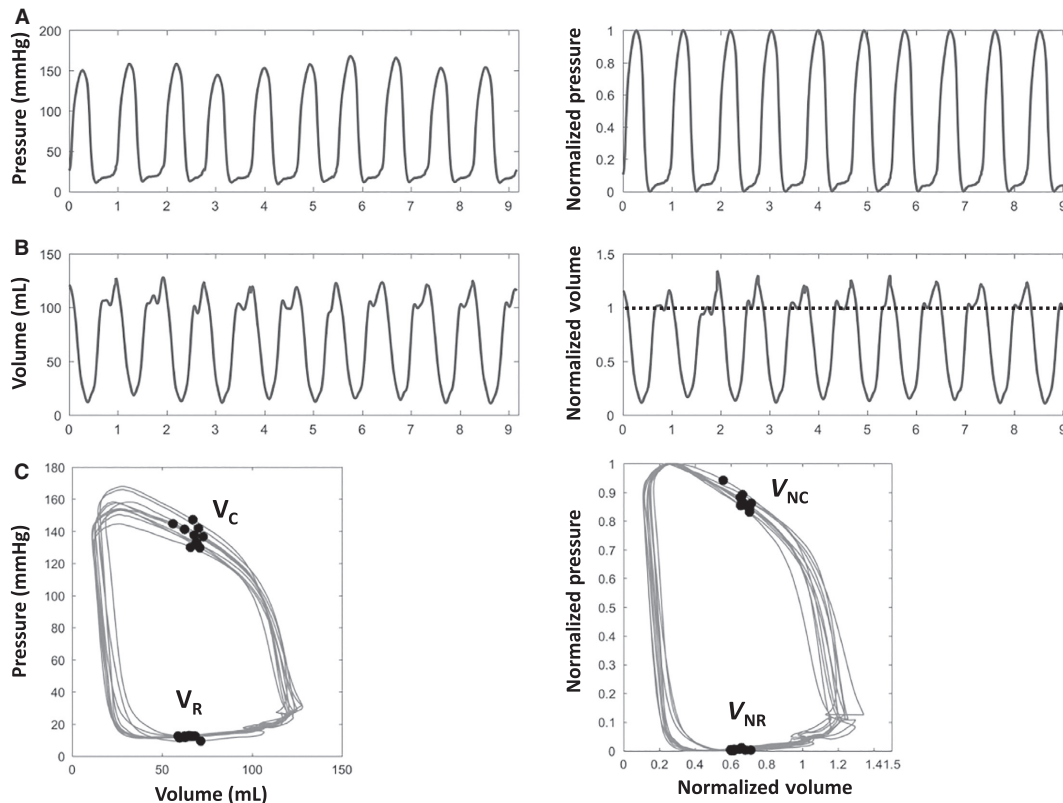 A
Pressure (mmHg)
200
150
100
50
0
0 1 2 3 4 5 6 7 8 9
Normalized pressure
1
0.8
0.6
0.4
0.2
0
0 1 2 3 4 5 6 7 8 9
B
Volume (mL)
150
100
50
0
0 1 2 3 4 5 6 7 8 9
Normalized volume
1.5
1
0.5
0
0 1 2 3 4 5 6 7 8 9
C
Pressure (mmHg)
180
160
140
120
100
80
60
40
20
0
V_C
V_R
0 50 100 150
Volume (mL)
Normalized pressure
1
0.9
0.8
0.7
0.6
0.5
0.4
0.3
0.2
0.1
0
V_NC
V_NR
0 0.2 0.4 0.6 0.8 1 1.2 1.41.5
Normalized volume